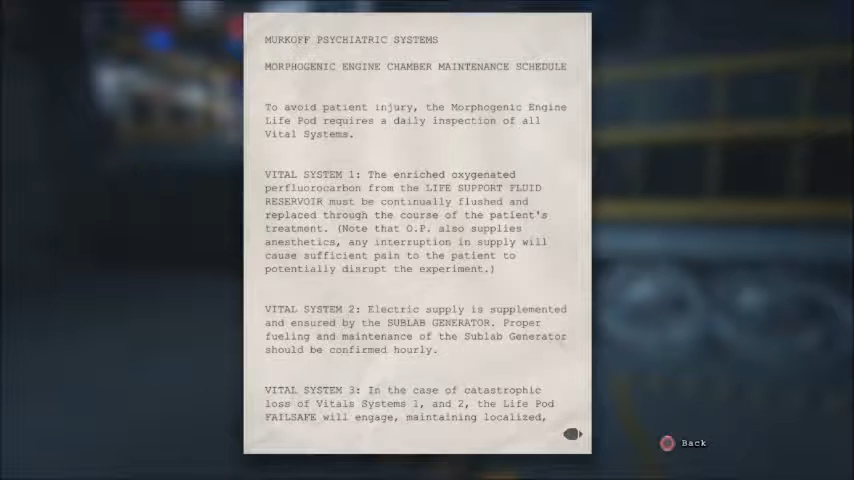 MURKOFF PSYCHIATRIC SYSTEMS
MORPHOGENIC ENGINE CHAMBER MAINTENANCE SCHEDULE
To avoid patient injury, the Morphogenic Engine
Life Pod requires a daily inspection of all
Vital Systems.
VITAL SYSTEM 1: The enriched oxygenated
perfluorocarbon from the LIFE SUPPORT FLUID
RESERVOIR must be continually flushed and
replaced through the course of the patient's
treatment. (Note that O.P. also supplies
anesthetics, any interruption in supply will
cause sufficient pain to the patient to
potentially disrupt the experiment.)
VITAL SYSTEM 2: Electric supply is supplemented
and ensured by the SUBLAB GENERATOR. Proper
fueling and maintenance of the Sublab Generator
should be confirmed hourly.
VITAL SYSTEM 3: In the case of catastrophic
loss of Vitals Systems 1, and 2, the Life Pod
FAILSAFE will engage, maintaining localized,
Back